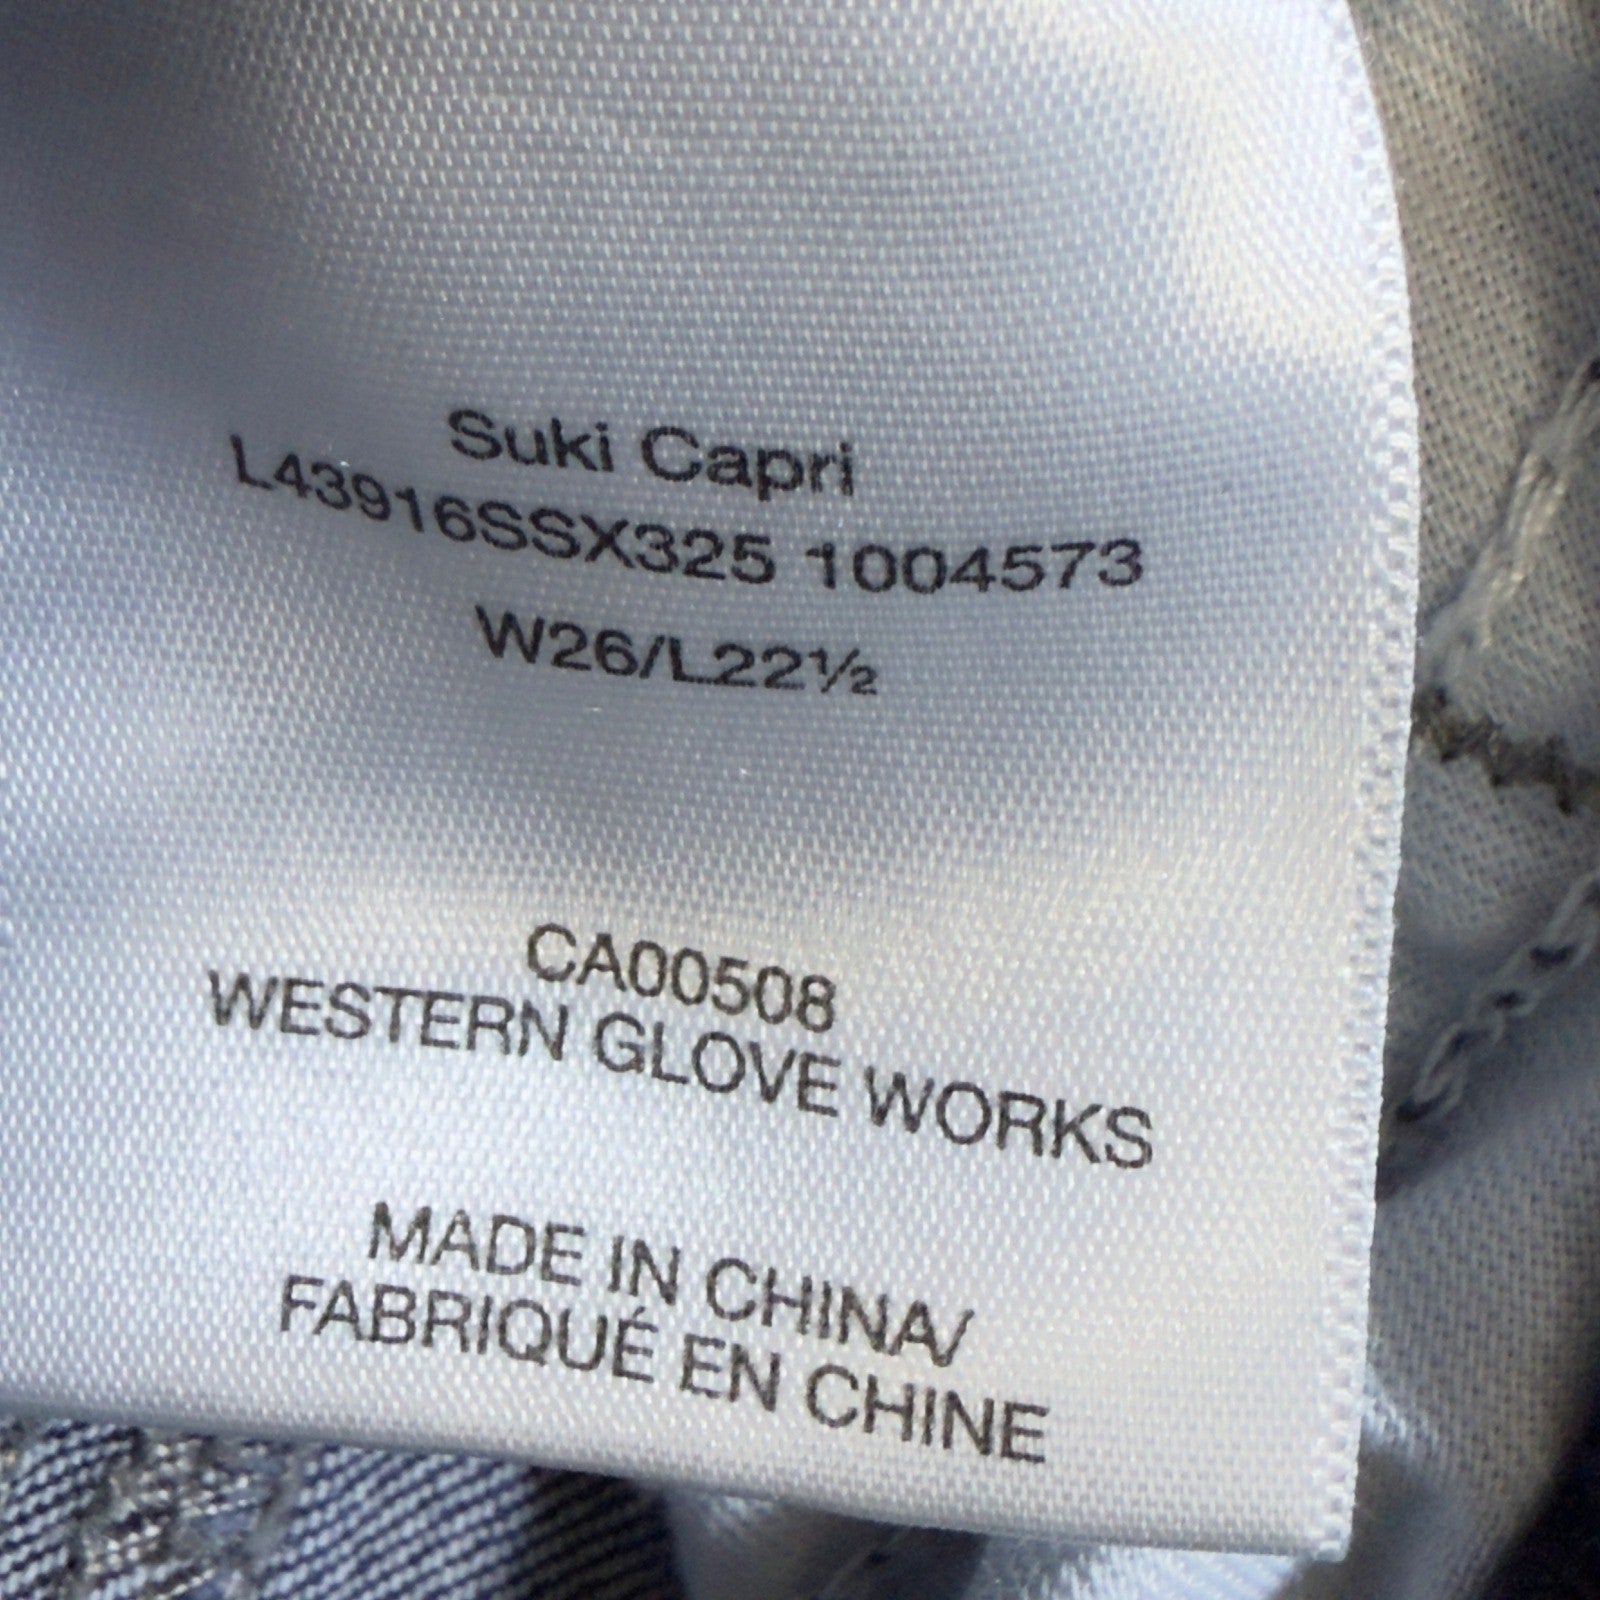 Suki Capri
L43916SSX325 1004573
W26/L22½
CA00508
WESTERN GLOVE WORKS
MADE IN CHINA/
FABRIQUÉ EN CHINE